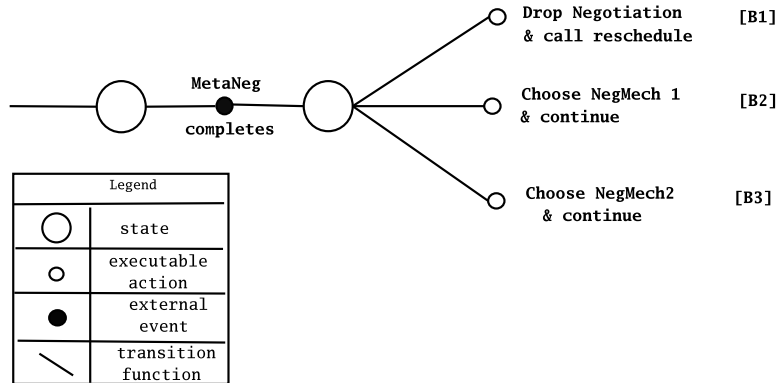 Drop Negotiation [B1]
& call reschedule
MetaNeg
completes
Choose NegMech 1 [B2]
& continue
Choose NegMech2 [B3]
& continue
Legend
state
executable
action
external
event
transition
function